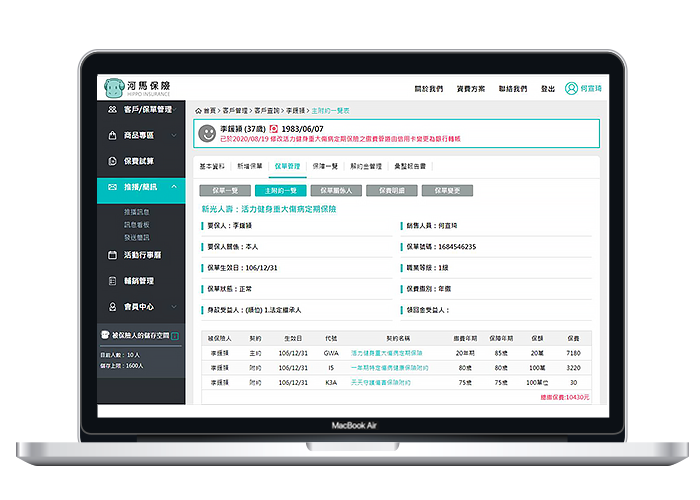 河馬保險
HIPPO INSURANCE
關於我們 資費方案 聯絡我們 登出 何宣琦
客戶/保單管理
商品專區
保費試算
推播/簡訊
推播訊息
訊息看板
發送簡訊
活動行事曆
輔銷管理
會員中心
被保險人的儲存空間
目前人數： 10人
儲存上限：1600人
首頁 > 客戶管理 > 客戶查詢 > 李鍰鎮 > 主附約一覽表
李鍰鎮 (37歲) 1983/06/07
已於2020/08/19 修改活力健身重大傷病定期保險之繳費管道由信用卡變更為銀行轉帳
基本資料 新增保單 保單管理 保障一覽 解約金管理 彙整報告書
保單一覽 主附約一覽 保單關係人 保費明細 保單變更
新光人壽：活力健身重大傷病定期保險
要保人：李鍰鎮 銷售人員：何宣琦
要保人關係：本人 保單號碼：1684546235
保單生效日：106/12/31 職業等級：1級
保單狀態：正常 保費繳別：年繳
身故受益人：(順位) 1.法定繼承人 領回金受益人：
被保險人 契約 生效日 代號 契約名稱 繳費年期 保障年期 保額 保費
李鍰鎮 主約 106/12/31 GWA 活力健身重大傷病定期保險 20年期 85歲 20萬 7180
李鍰鎮 附約 106/12/31 IS 一年期特定傷病健康保險附約 80歲 80歲 100萬 3220
李鍰鎮 附約 106/12/31 K3A 天天守護傷害保險附約 75歲 75歲 100單位 30
總繳保費:10430元
MacBook Air